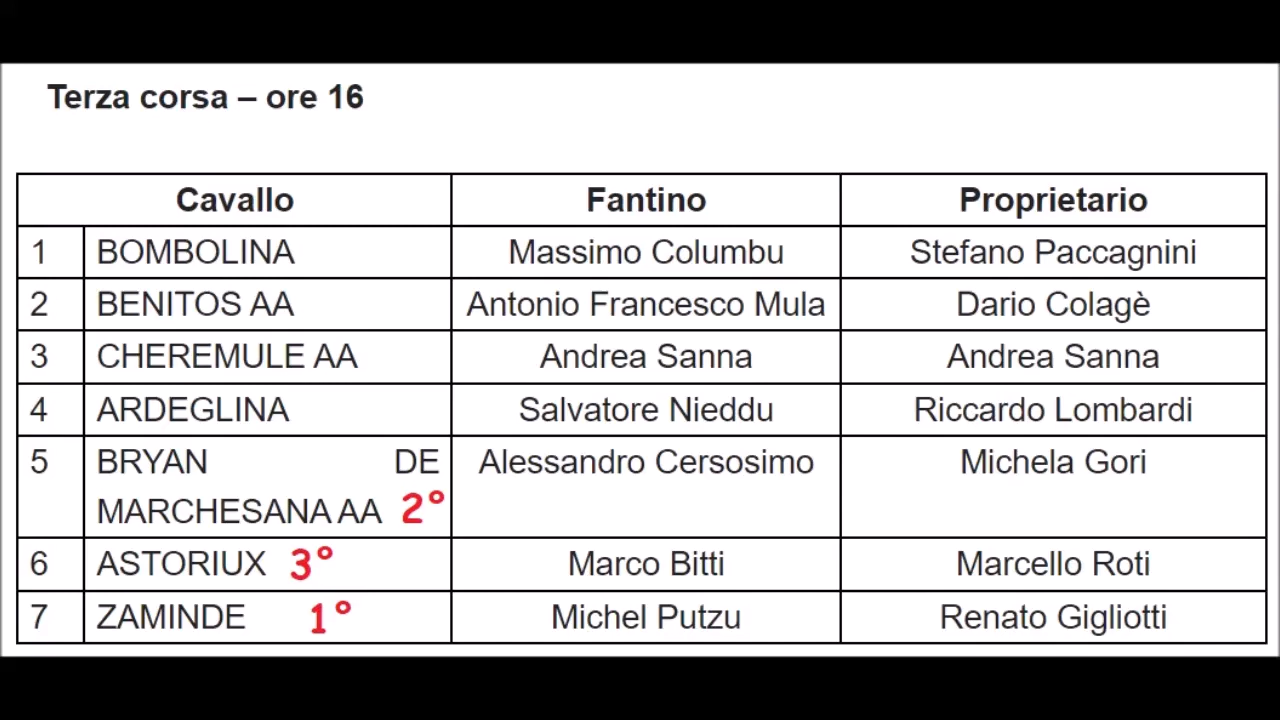 Terza corsa – ore 16
Cavallo Fantino Proprietario
1 BOMBOLINA Massimo Columbu Stefano Paccagnini
2 BENITOS AA Antonio Francesco Mula Dario Colagè
3 CHEREMULE AA Andrea Sanna Andrea Sanna
4 ARDEGLINA Salvatore Nieddu Riccardo Lombardi
5 BRYAN DE Alessandro Cersosimo Michela Gori
MARCHESANA AA 2°
6 ASTORIUX 3° Marco Bitti Marcello Roti
7 ZAMINDE 1° Michel Putzu Renato Gigliotti